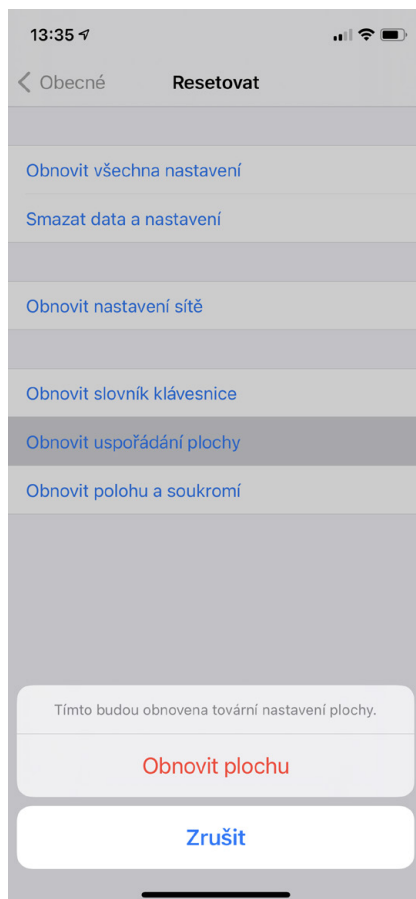 13:35
Obecné
Resetovat
Obnovit všechna nastavení
Smazat data a nastavení
Obnovit nastavení sítě
Obnovit slovník klávesnice
Obnovit uspořádání plochy
Obnovit polohu a soukromí
Tímto budou obnovena tovární nastavení plochy.
Obnovit plochu
Zrušit